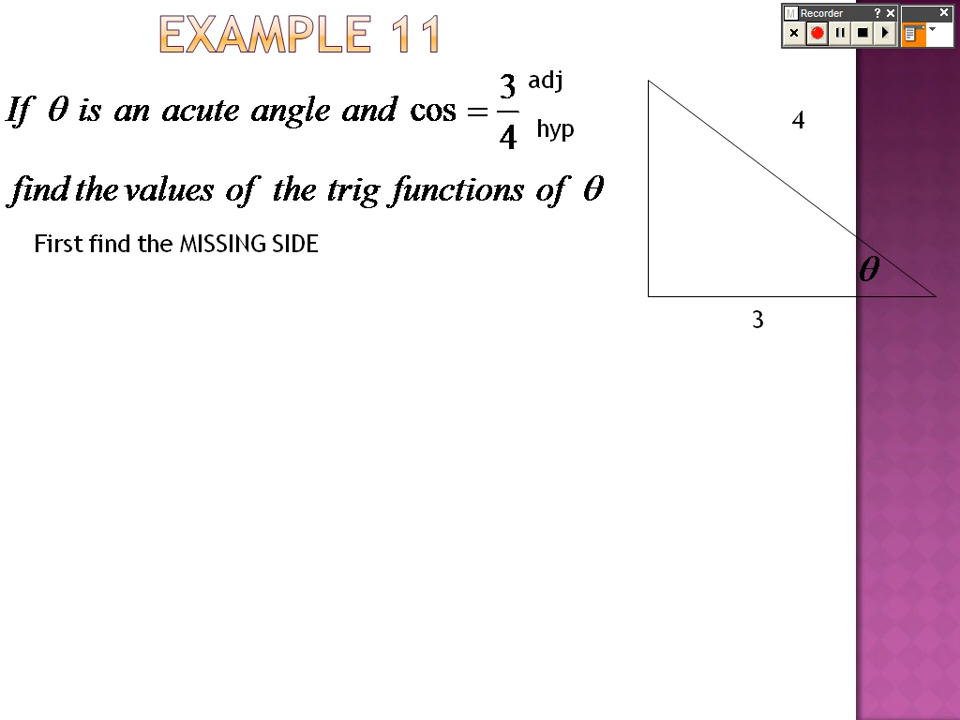 EXAMPLE 11
M Recorder ? ×
If θ is an acute angle and cos = 3/4 adj hyp
4
find the values of the trig functions of θ
First find the MISSING SIDE
θ
3